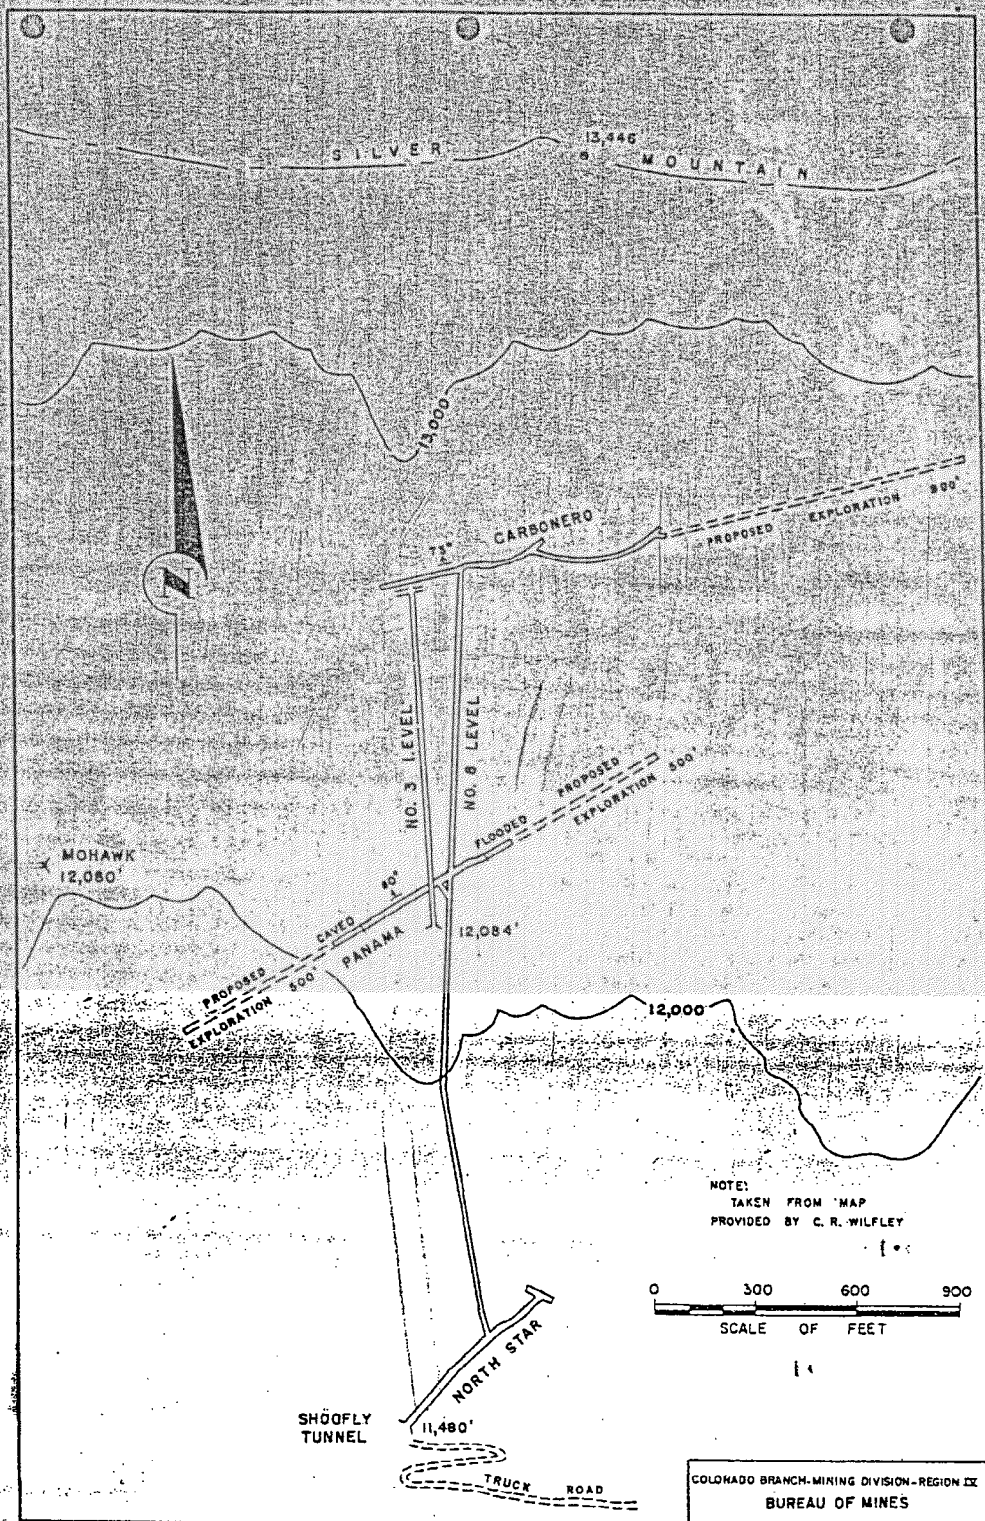 13,446
SILVER MOUNTAIN
13,000
CARBONERO
75°
PROPOSED EXPLORATION 900'
N
NO. 3 LEVEL
NO. 8 LEVEL
PROPOSED
EXPLORATION 500'
FLOODED
MOHAWK
12,080'
80°
CAVED
PANAMA
12,084'
PROPOSED
EXPLORATION 500'
12,000
NOTE:
TAKEN FROM MAP
PROVIDED BY C. R. WILFLEY
0 300 600 900
SCALE OF FEET
NORTH STAR
SHOOFLY
TUNNEL
11,480'
TRUCK ROAD
COLORADO BRANCH-MINING DIVISION-REGION IX
BUREAU OF MINES